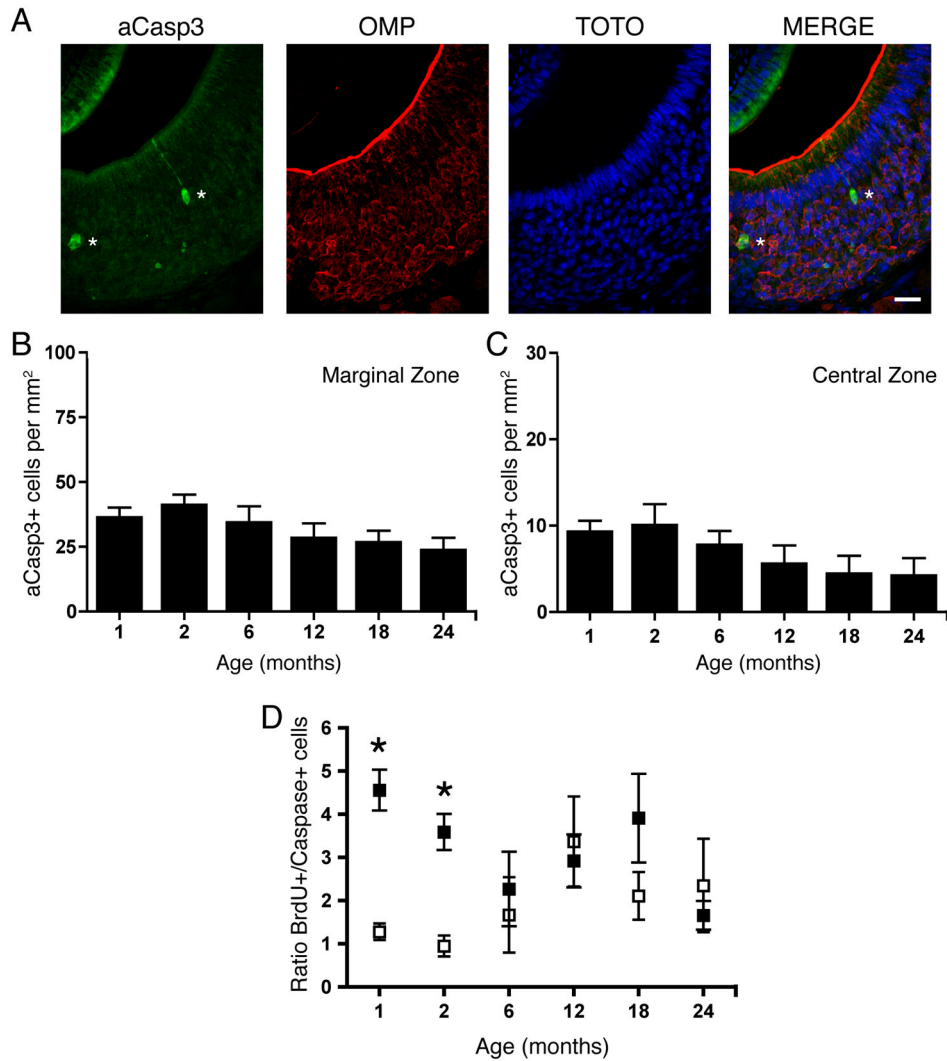 A
aCasp3 OMP TOTO MERGE
* * * *
B
Marginal Zone
aCasp3+ cells per mm²
100
75
50
25
0
1 2 6 12 18 24
Age (months)
C
Central Zone
aCasp3+ cells per mm²
30
20
10
0
1 2 6 12 18 24
Age (months)
D
Ratio BrdU+/Caspase+ cells
6
5
4
3
2
1
0
* *
1 2 6 12 18 24
Age (months)